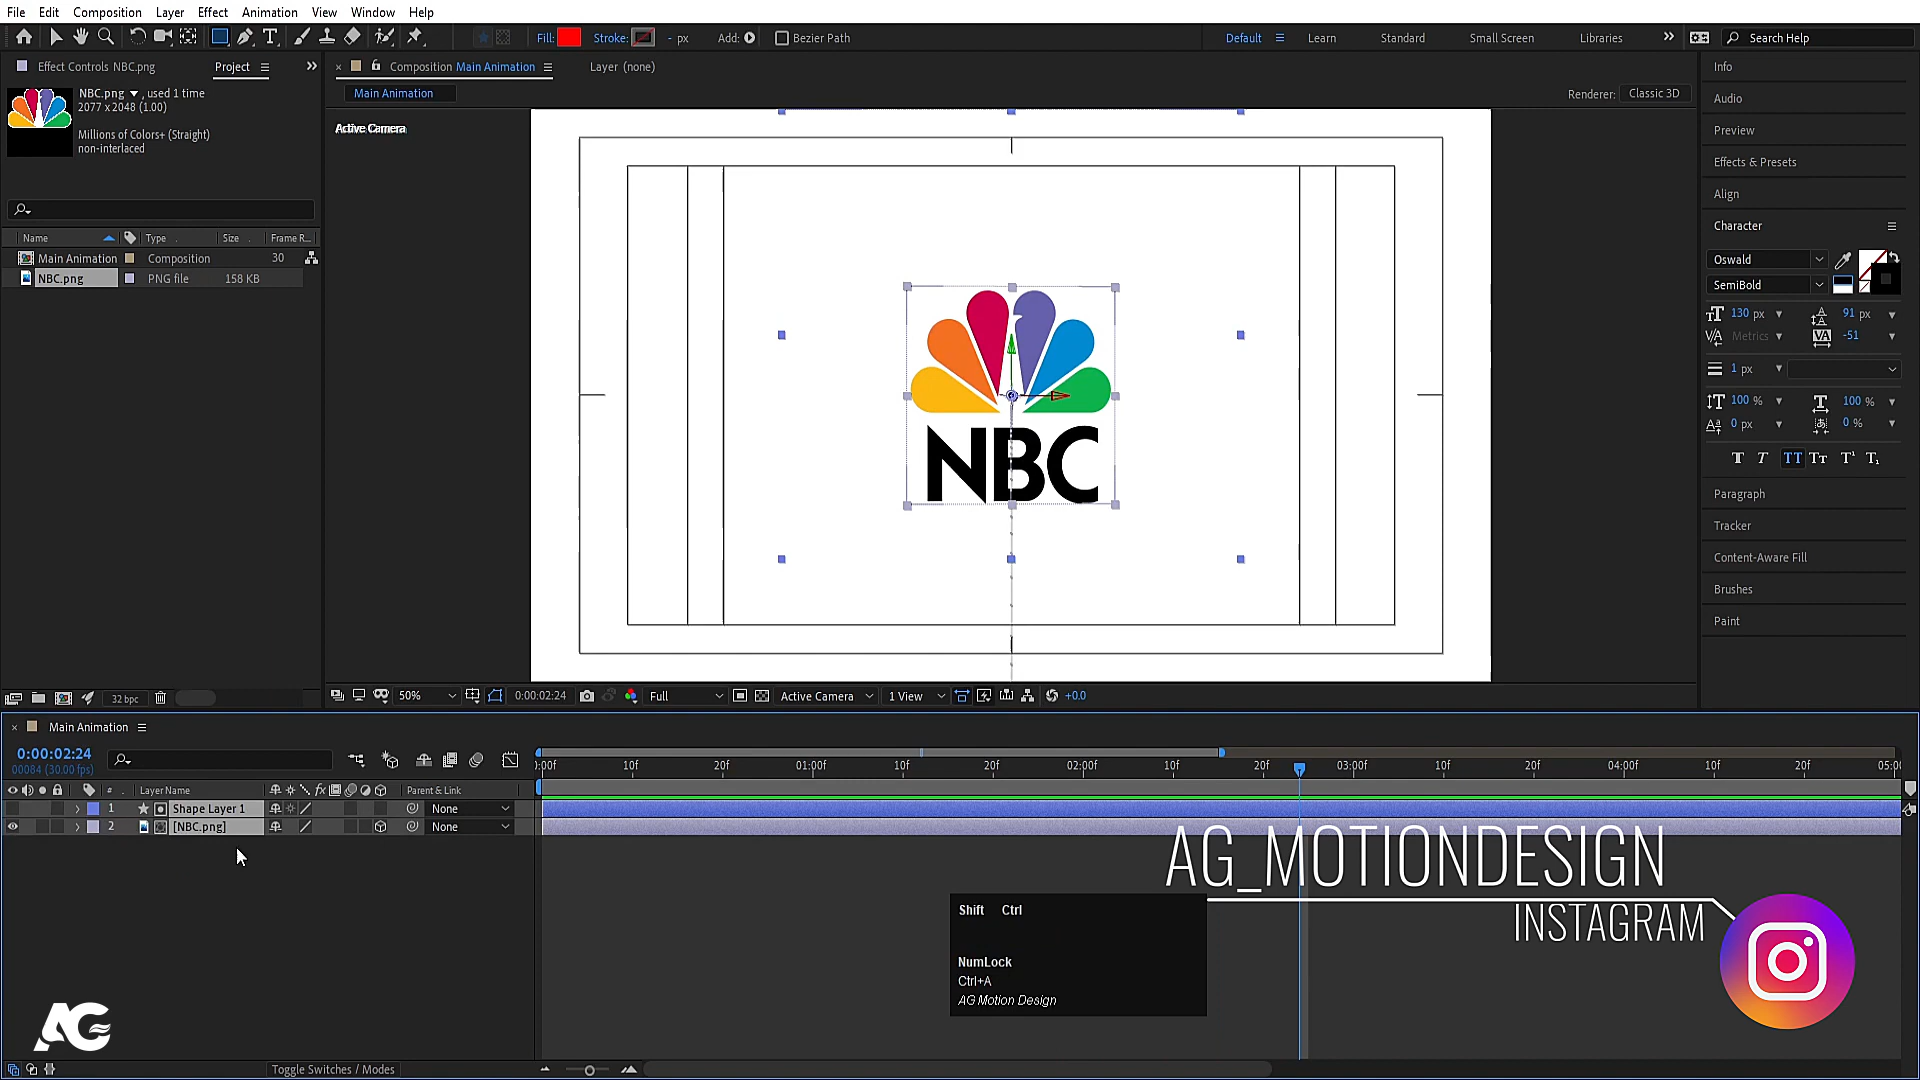 File Edit Composition Layer Effect Animation View Window Help
Fill: Stroke: - px Add: Bezier Path Default Learn Standard Small Screen Libraries Search Help
Effect Controls NBC.png Project
Composition Main Animation Layer (none)
Main Animation
Renderer: Classic 3D
NBC.png , used 1 time
2077 x 2048 (1.00)
Millions of Colors+ (Straight)
non-interlaced
Active Camera
Name Type Size Frame R...
Main Animation Composition 30
NBC.png PNG file 158 KB
NBC
Info
Audio
Preview
Effects & Presets
Align
Character
Oswald
SemiBold
130 px 91 px
Metrics -51
1 px
100 % 100 %
0 px 0 %
Paragraph
Tracker
Content-Aware Fill
Brushes
Paint
32 bpc
50% 0:00:02:24 Full Active Camera 1 View +0.0
Main Animation
0:00:02:24
00084 (30.00 fps)
:00f 10f 20f 01:00f 10f 20f 02:00f 10f 20f 03:00f 10f 20f 04:00f 10f 20f 05:0
# Layer Name Parent & Link
1 Shape Layer 1 None
2 [NBC.png] None
AG_MOTIONDESIGN
INSTAGRAM
Shift Ctrl
NumLock
Ctrl+A
AG Motion Design
AG
Toggle Switches / Modes